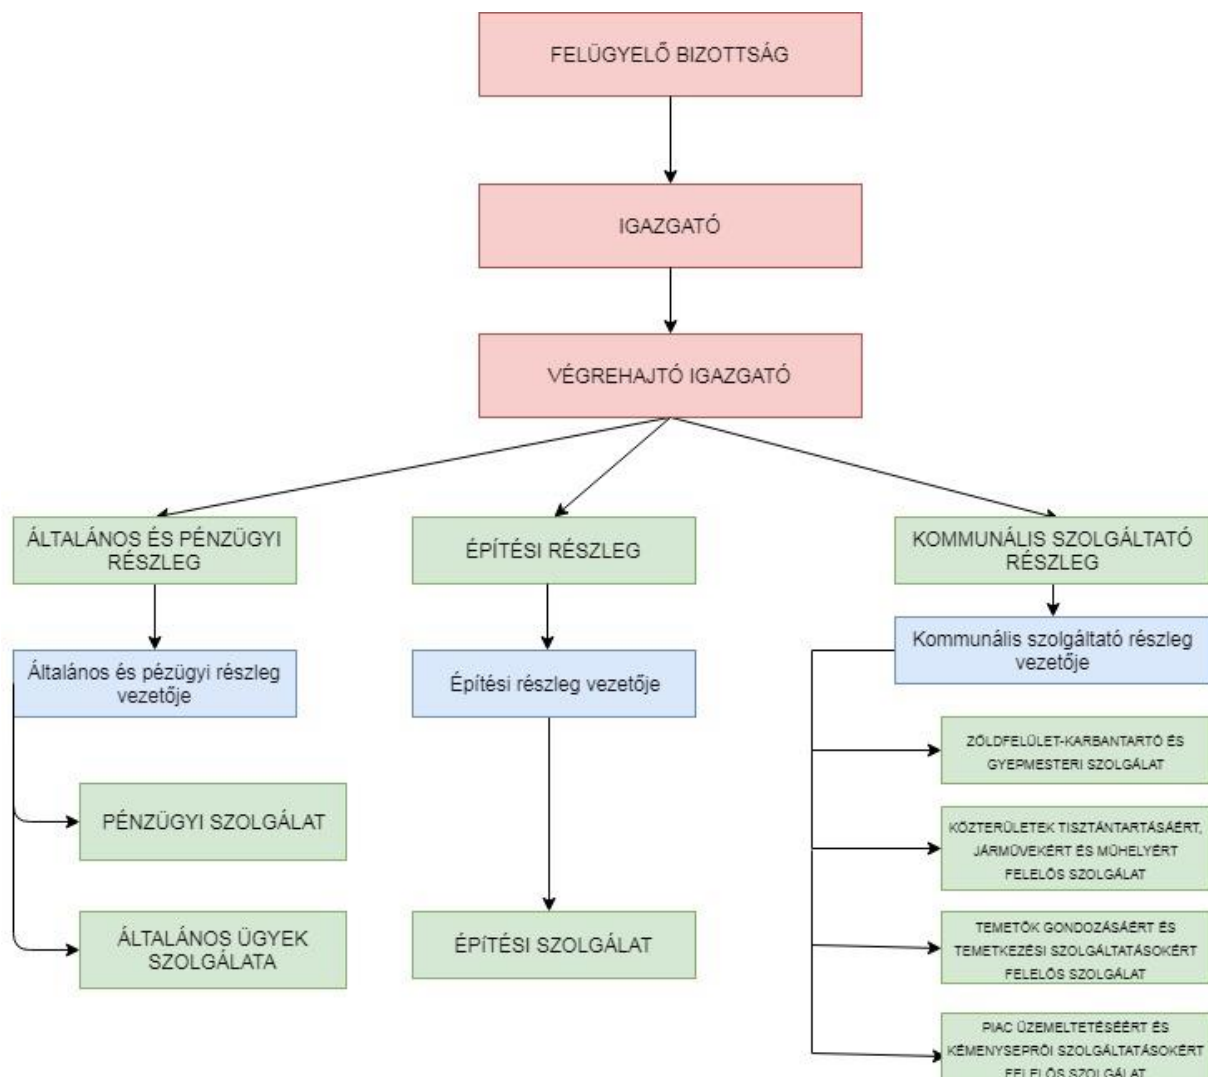 FELÜGYELŐ BIZOTTSÁG
IGAZGATÓ
VÉGREHAJTÓ IGAZGATÓ
ÁLTALÁNOS ÉS PÉNZÜGYI
RÉSZLEG
ÉPÍTÉSI RÉSZLEG
KOMMUNÁLIS SZOLGÁLTATÓ
RÉSZLEG
Általános és pézügyi részleg
vezetője
Építési részleg vezetője
Kommunális szolgáltató részleg
vezetője
PÉNZÜGYI SZOLGÁLAT
ÁLTALÁNOS ÜGYEK
SZOLGÁLATA
ÉPÍTÉSI SZOLGÁLAT
ZÖLDFELÜLET-KARBANTARTÓ ÉS
GYEPMESTERI SZOLGÁLAT
KÖZTERÜLETEK TISZTÁNTARTÁSÁÉRT,
JÁRMŰVEKÉRT ÉS MŰHELYÉRT
FELELŐS SZOLGÁLAT
TEMETŐK GONDOZÁSÁÉRT ÉS
TEMETKEZÉSI SZOLGÁLTATÁSOKÉRT
FELELŐS SZOLGÁLAT
PIAC ÜZEMELTETÉSÉÉRT ÉS
KÉMÉNYSEPRŐI SZOLGÁLTATÁSOKÉRT
FELELŐS SZOLGÁLAT